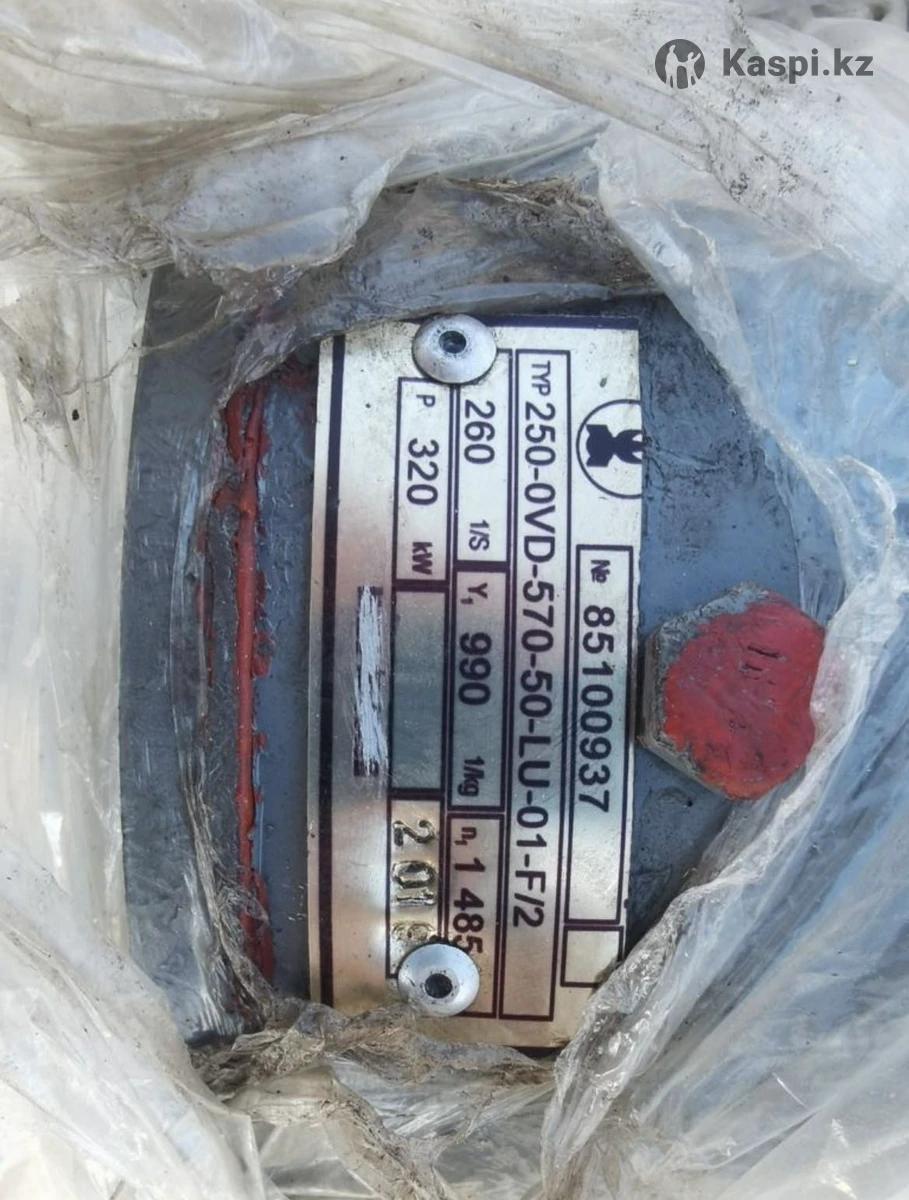 Kaspi.kz
№ 85100937
TYP 250-0VD-570-50-LU-01-F/2
260 1/S Y, 990 1/kg n, 1 485
P 320 kW